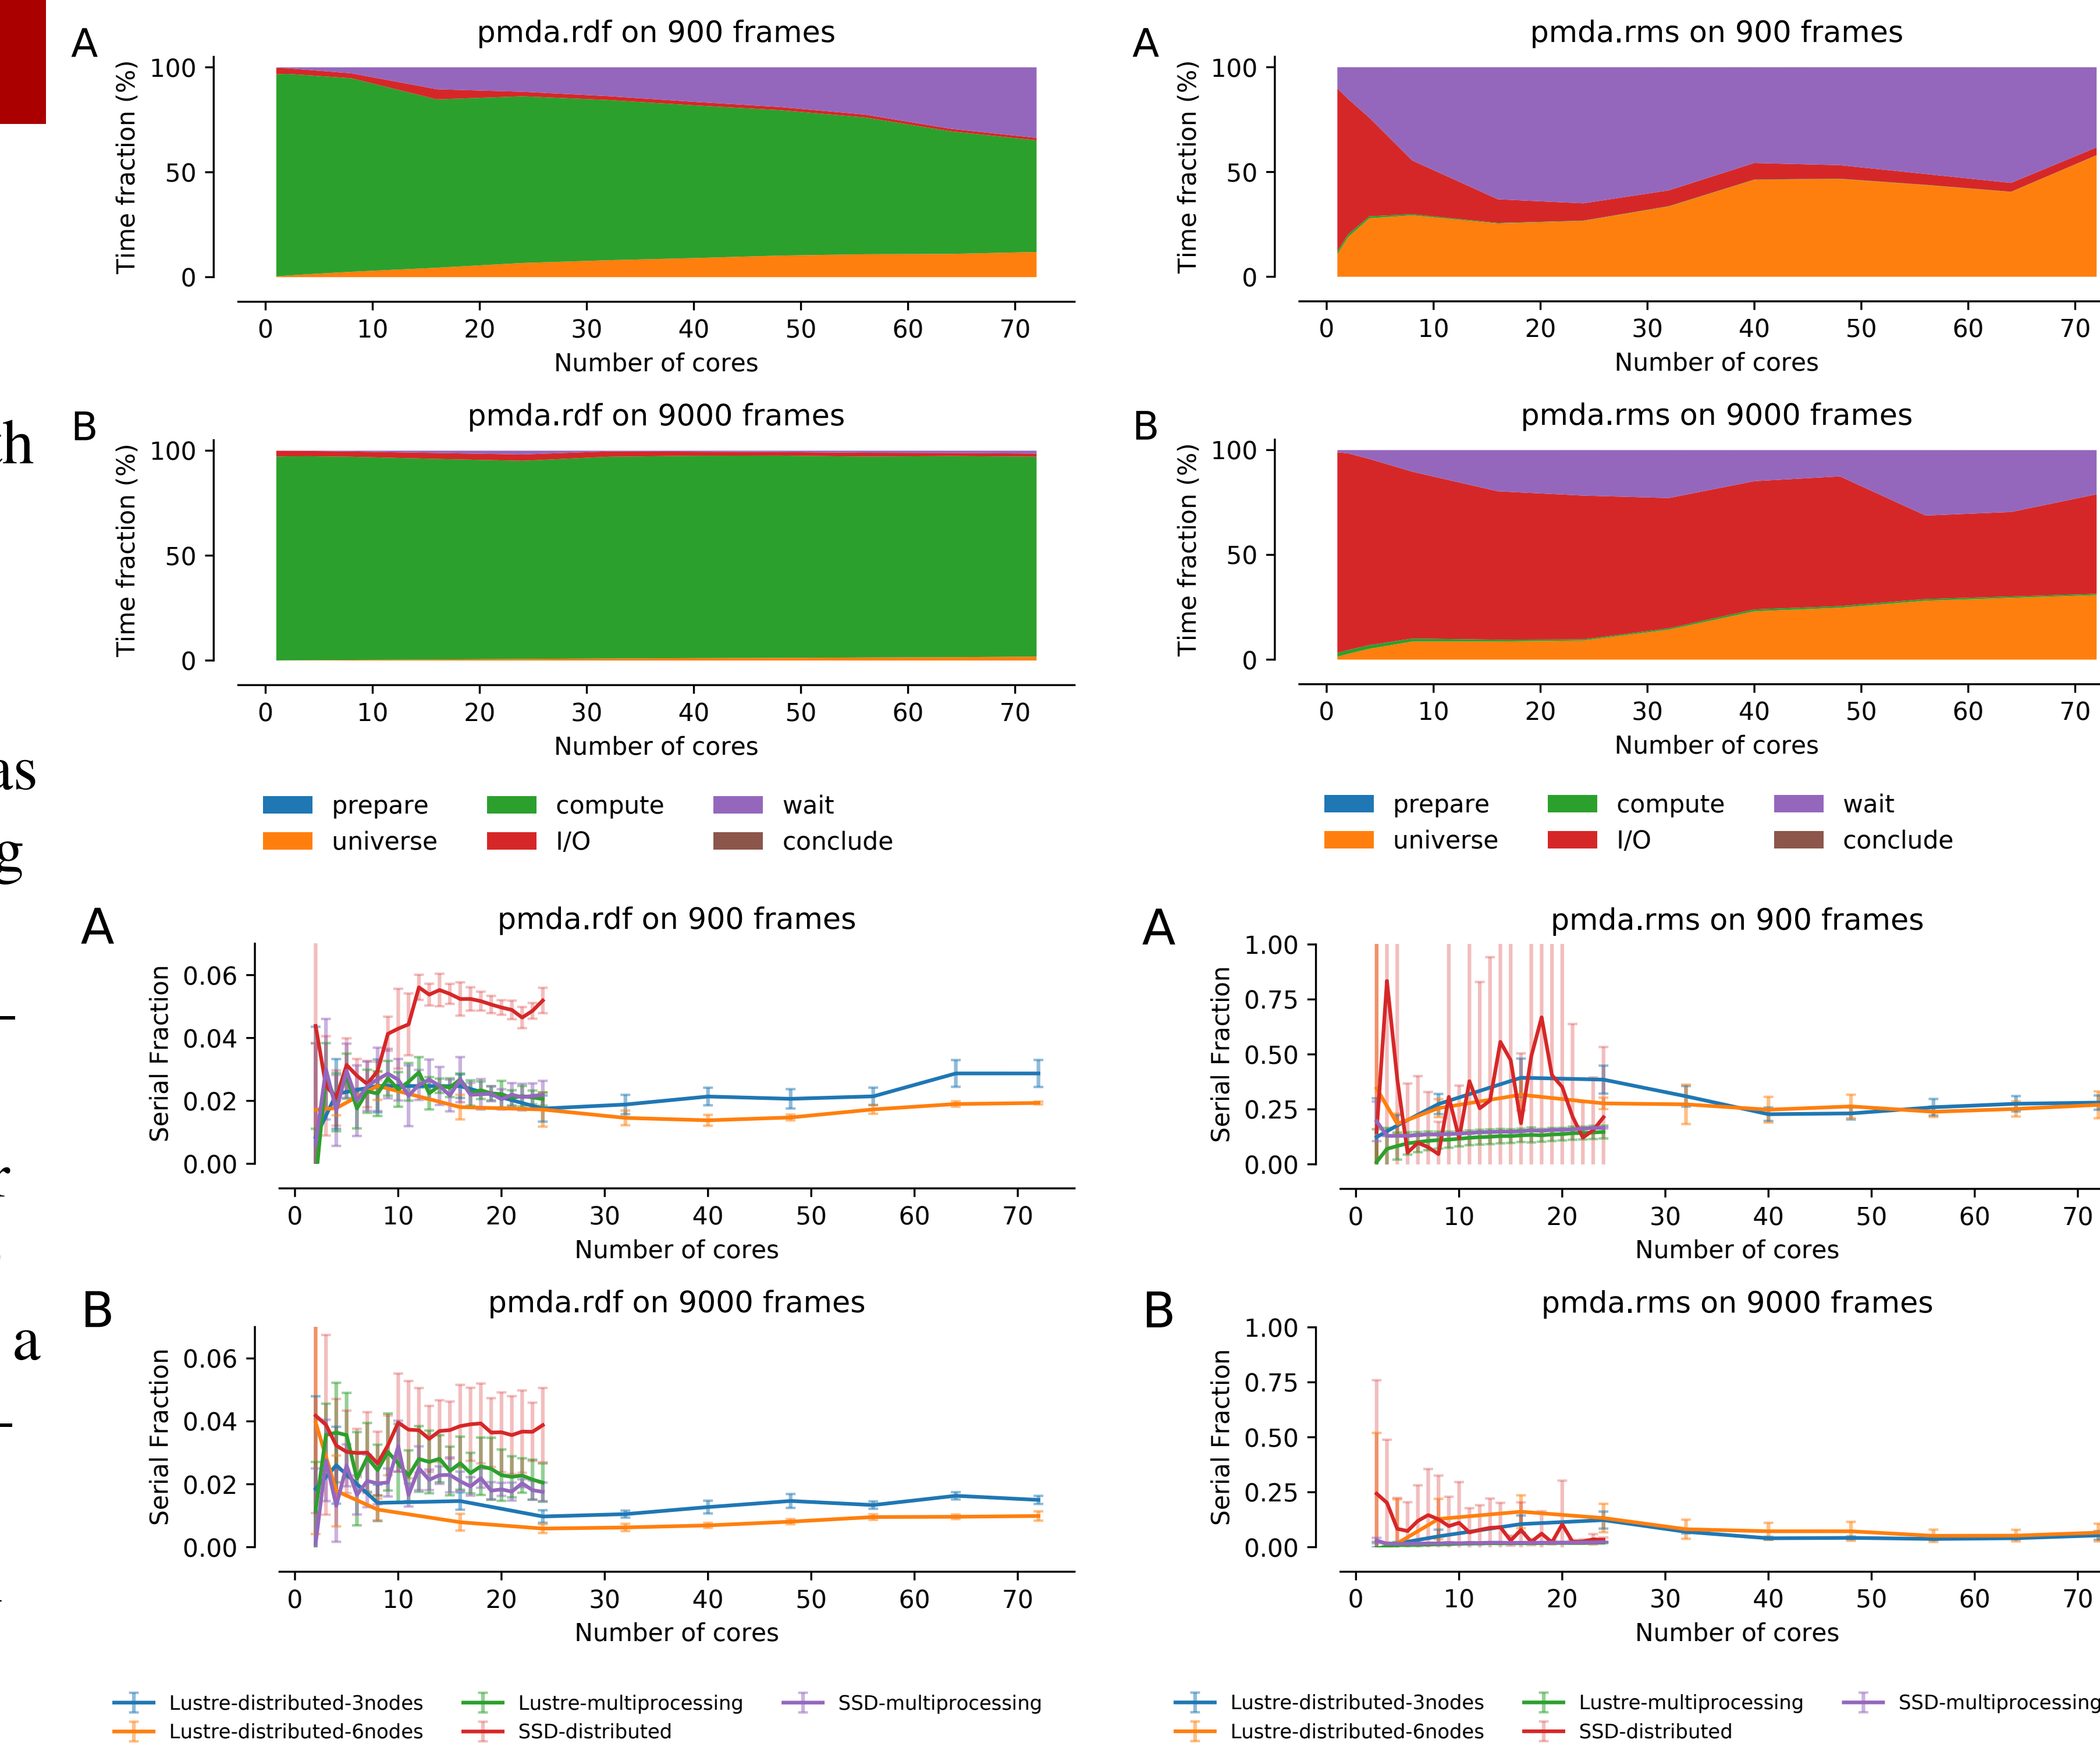 A
pmda.rdf on 900 frames
Time fraction (%)
100
50
0
0 10 20 30 40 50 60 70
Number of cores
B
pmda.rdf on 9000 frames
Time fraction (%)
100
50
0
0 10 20 30 40 50 60 70
Number of cores
prepare compute wait
universe I/O conclude
A
pmda.rms on 900 frames
Time fraction (%)
100
50
0
0 10 20 30 40 50 60 70
Number of cores
B
pmda.rms on 9000 frames
Time fraction (%)
100
50
0
0 10 20 30 40 50 60 70
Number of cores
prepare compute wait
universe I/O conclude
A
pmda.rdf on 900 frames
Serial Fraction
0.06
0.04
0.02
0.00
0 10 20 30 40 50 60 70
Number of cores
B
pmda.rdf on 9000 frames
Serial Fraction
0.06
0.04
0.02
0.00
0 10 20 30 40 50 60 70
Number of cores
Lustre-distributed-3nodes Lustre-multiprocessing SSD-multiprocessing
Lustre-distributed-6nodes SSD-distributed
A
pmda.rms on 900 frames
Serial Fraction
1.00
0.75
0.50
0.25
0.00
0 10 20 30 40 50 60 70
Number of cores
B
pmda.rms on 9000 frames
Serial Fraction
1.00
0.75
0.50
0.25
0.00
0 10 20 30 40 50 60 70
Number of cores
Lustre-distributed-3nodes Lustre-multiprocessing SSD-multiprocessing
Lustre-distributed-6nodes SSD-distributed
th
as
g
r
a